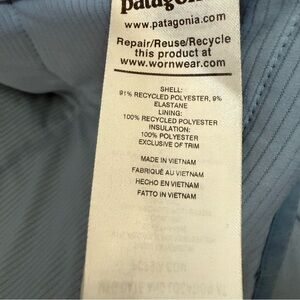 patagonia
www.patagonia.com
Repair/Reuse/Recycle
this product at
www.wornwear.com
SHELL:
91% RECYCLED POLYESTER, 9%
ELASTANE
LINING:
100% RECYCLED POLYESTER
INSULATION:
100% POLYESTER
EXCLUSIVE OF TRIM
MADE IN VIETNAM
FABRIQUÉ AU VIETNAM
HECHO EN VIETNAM
FATTO IN VIETNAM